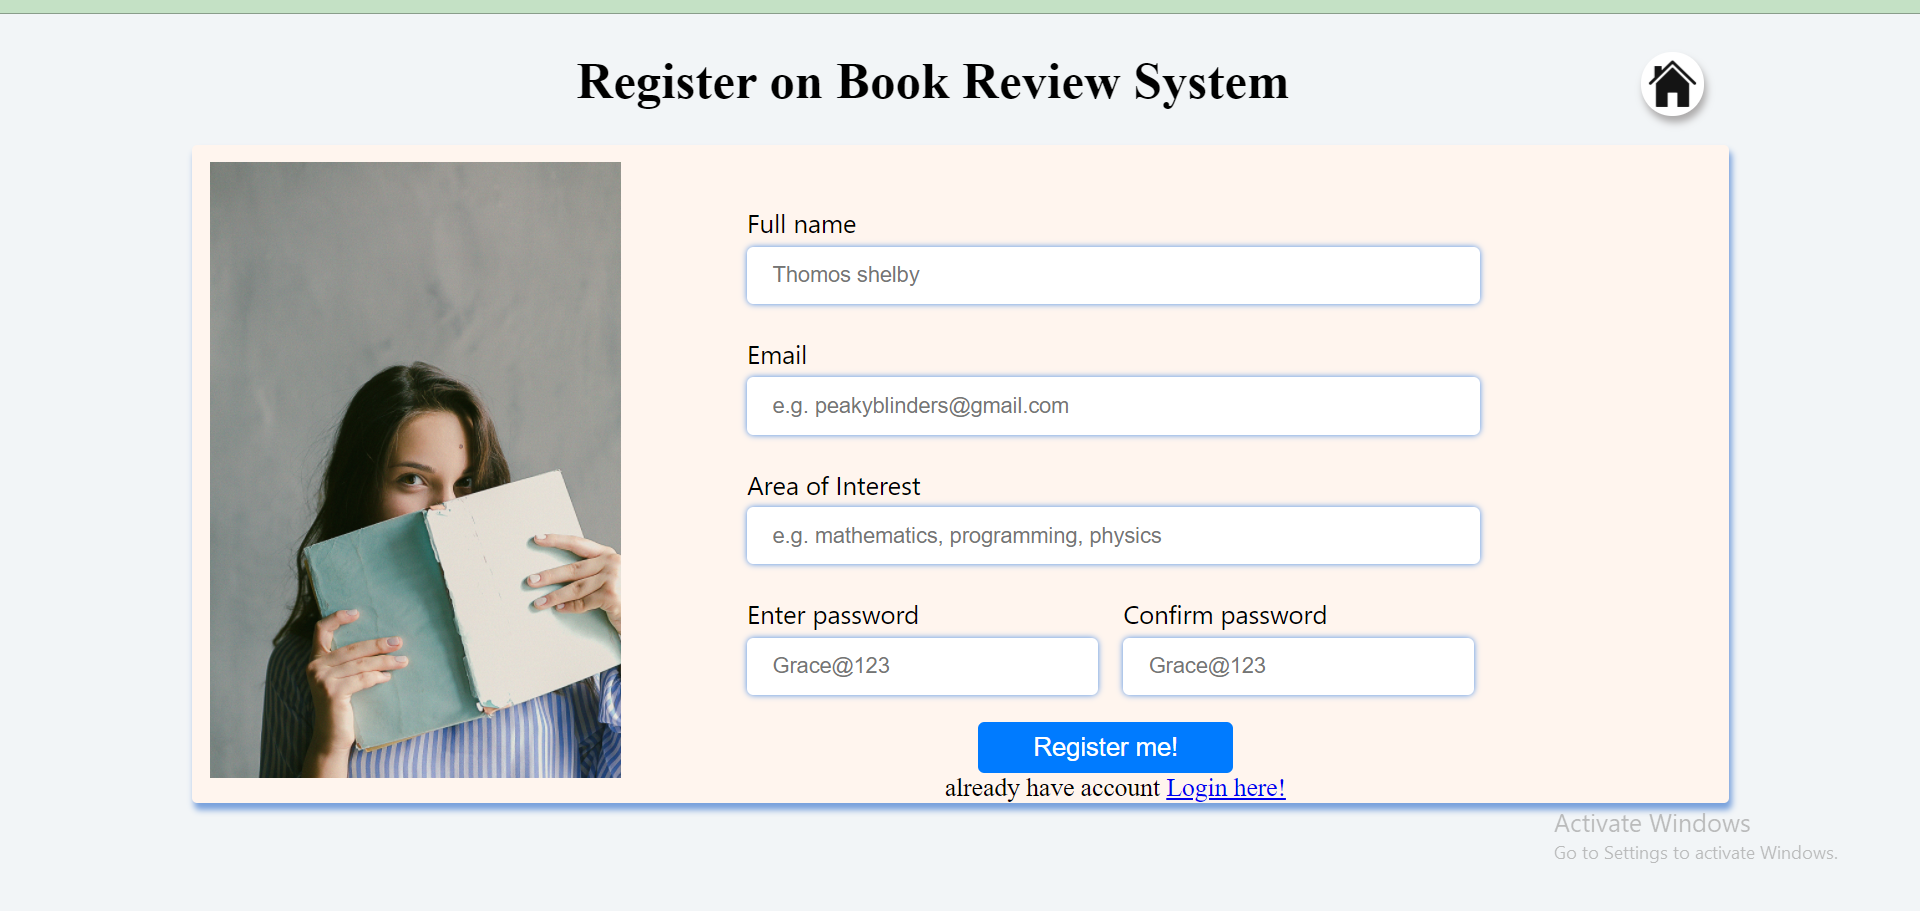 Register on Book Review System
Full name
Thomos shelby
Email
e.g. peakyblinders@gmail.com
Area of Interest
e.g. mathematics, programming, physics
Enter password
Confirm password
Grace@123
Grace@123
Register me!
already have account Login here!
Activate Windows
Go to Settings to activate Windows.